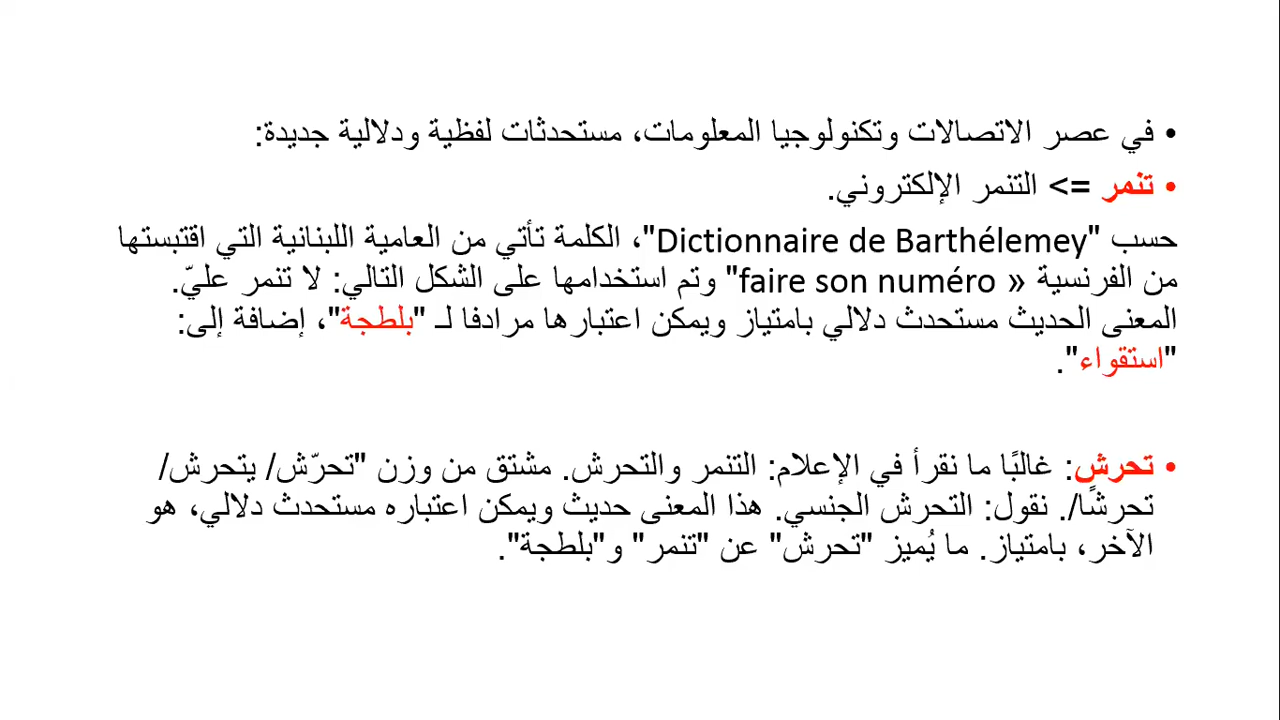 • في عصر الاتصالات وتكنولوجيا المعلومات، مستحدثات لفظية ودلالية جديدة:
• تنمر => التنمر الإلكتروني.
حسب "Dictionnaire de Barthélemey"، الكلمة تأتي من العامية اللبنانية التي اقتبستها
من الفرنسية « faire son numéro" وتم استخدامها على الشكل التالي: لا تنمر عليّ.
المعنى الحديث مستحدث دلالي بامتياز ويمكن اعتبارها مرادفا لـ "بلطجة"، إضافة إلى:
"استقواء".
• تحرش: غالبًا ما نقرأ في الإعلام: التنمر والتحرش. مشتق من وزن "تحرّش/ يتحرش/
تحرشًا/. نقول: التحرش الجنسي. هذا المعنى حديث ويمكن اعتباره مستحدث دلالي، هو
الآخر، بامتياز. ما يُميز "تحرش" عن "تنمر" و"بلطجة".